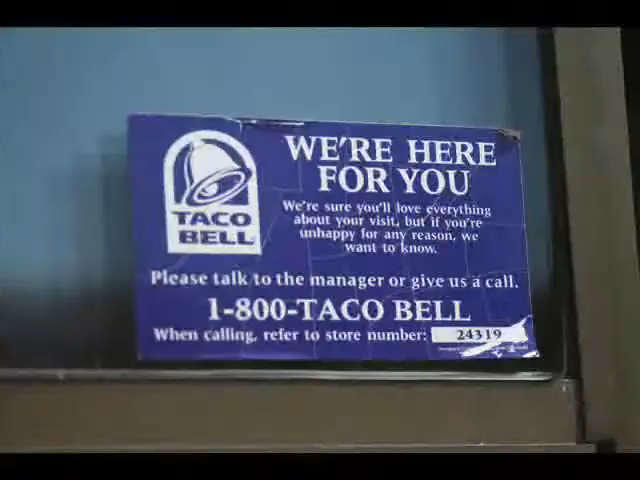 TACO
BELL
WE'RE HERE
FOR YOU
We're sure you'll love everything
about your visit, but if you're
unhappy for any reason, we
want to know.
Please talk to the manager or give us a call.
1-800-TACO BELL
When calling, refer to store number: 24319